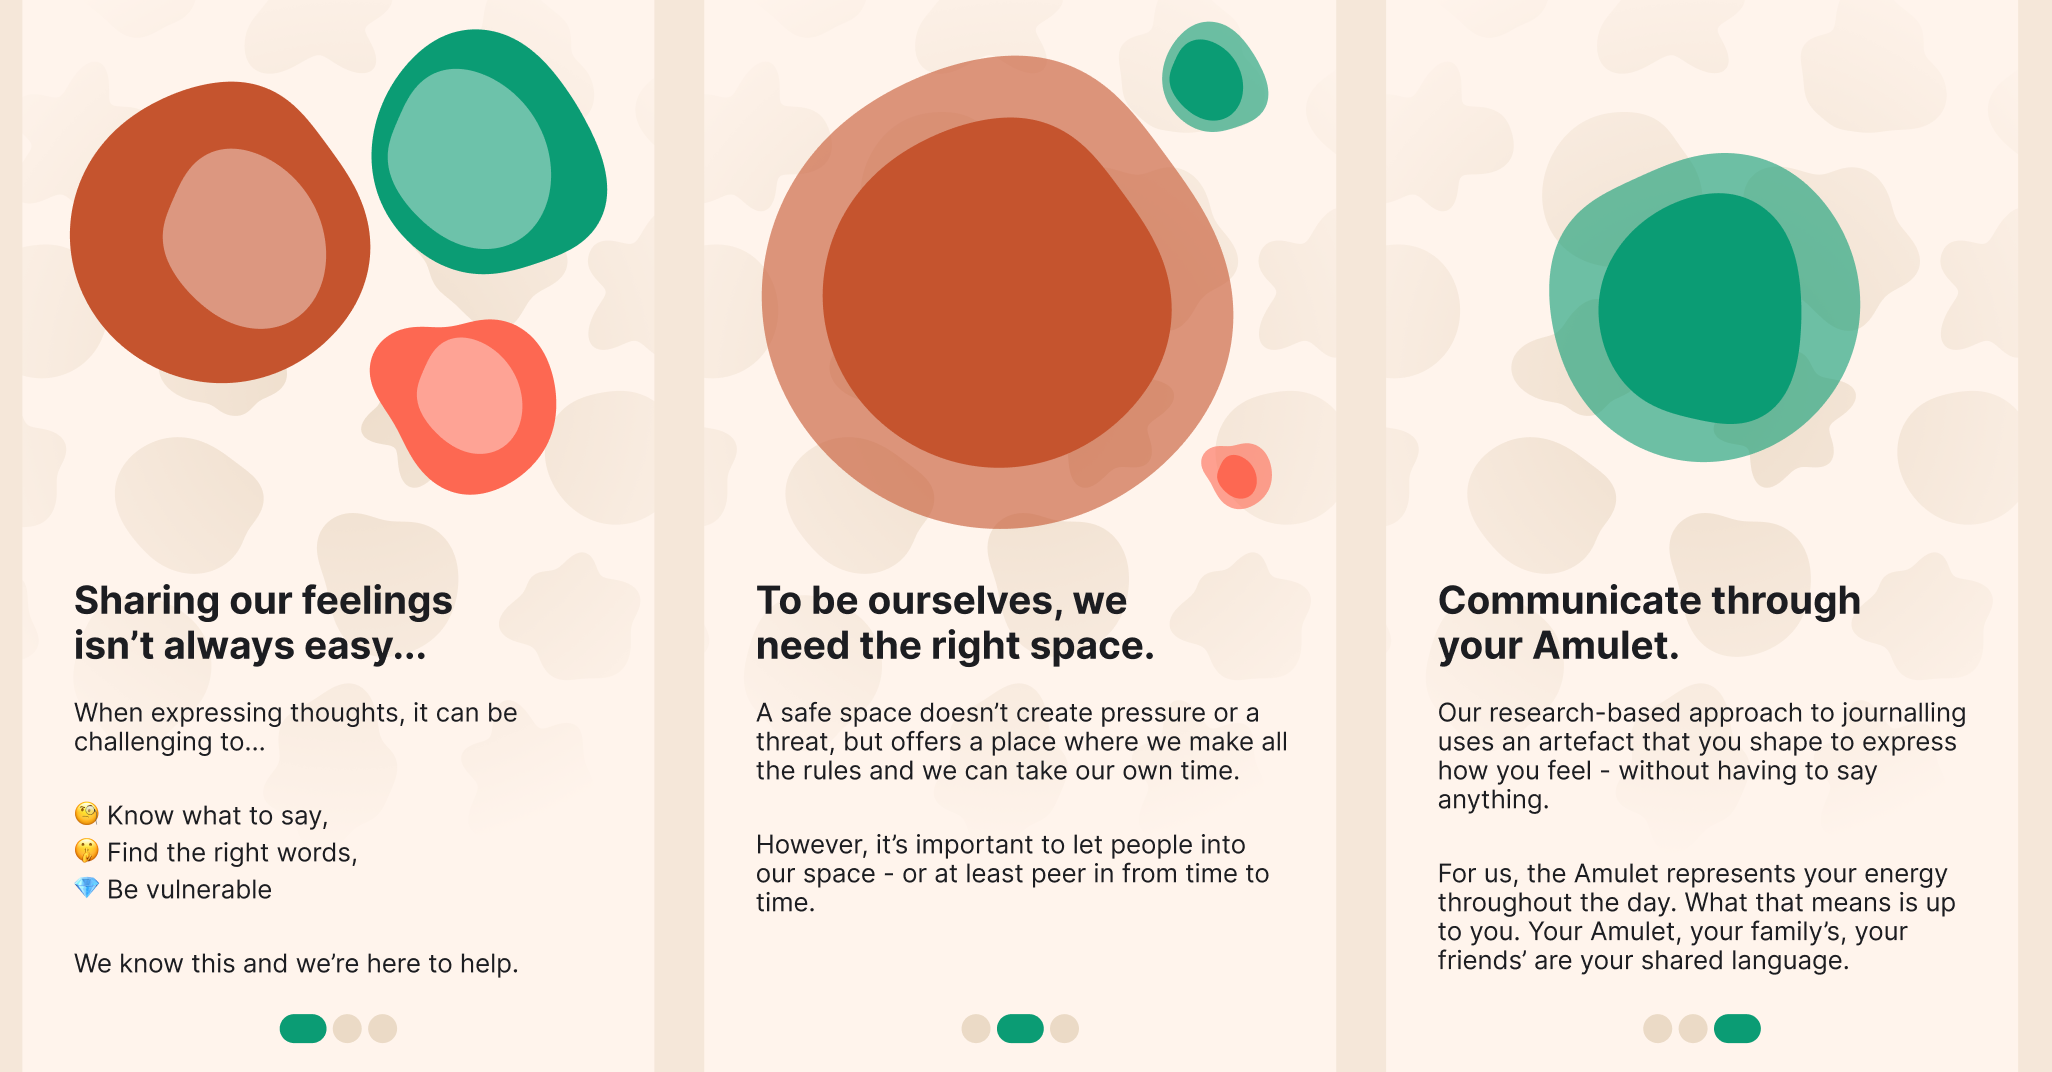 Sharing our feelings
isn’t always easy...
When expressing thoughts, it can be
challenging to...
🧐 Know what to say,
🤫 Find the right words,
💎 Be vulnerable
We know this and we’re here to help.
To be ourselves, we
need the right space.
A safe space doesn’t create pressure or a
threat, but offers a place where we make all
the rules and we can take our own time.
However, it’s important to let people into
our space - or at least peer in from time to
time.
Communicate through
your Amulet.
Our research-based approach to journalling
uses an artefact that you shape to express
how you feel - without having to say
anything.
For us, the Amulet represents your energy
throughout the day. What that means is up
to you. Your Amulet, your family’s, your
friends’ are your shared language.